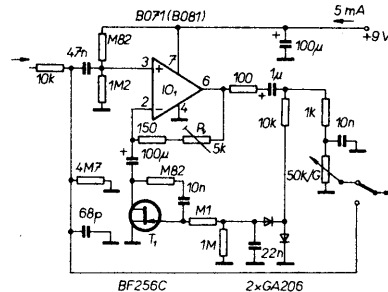 B071(B081)
5 mA
+9 V
M82
100μ
47n
3
+
7
10k
1M2
IO₁
6
100
1μ
+
2
−
4
150
R₁
5k
10k
1k
10n
100μ
+
M82
10n
50k/G
4M7
M1
68p
T₁
1M
22n
BF256C
2×GA206